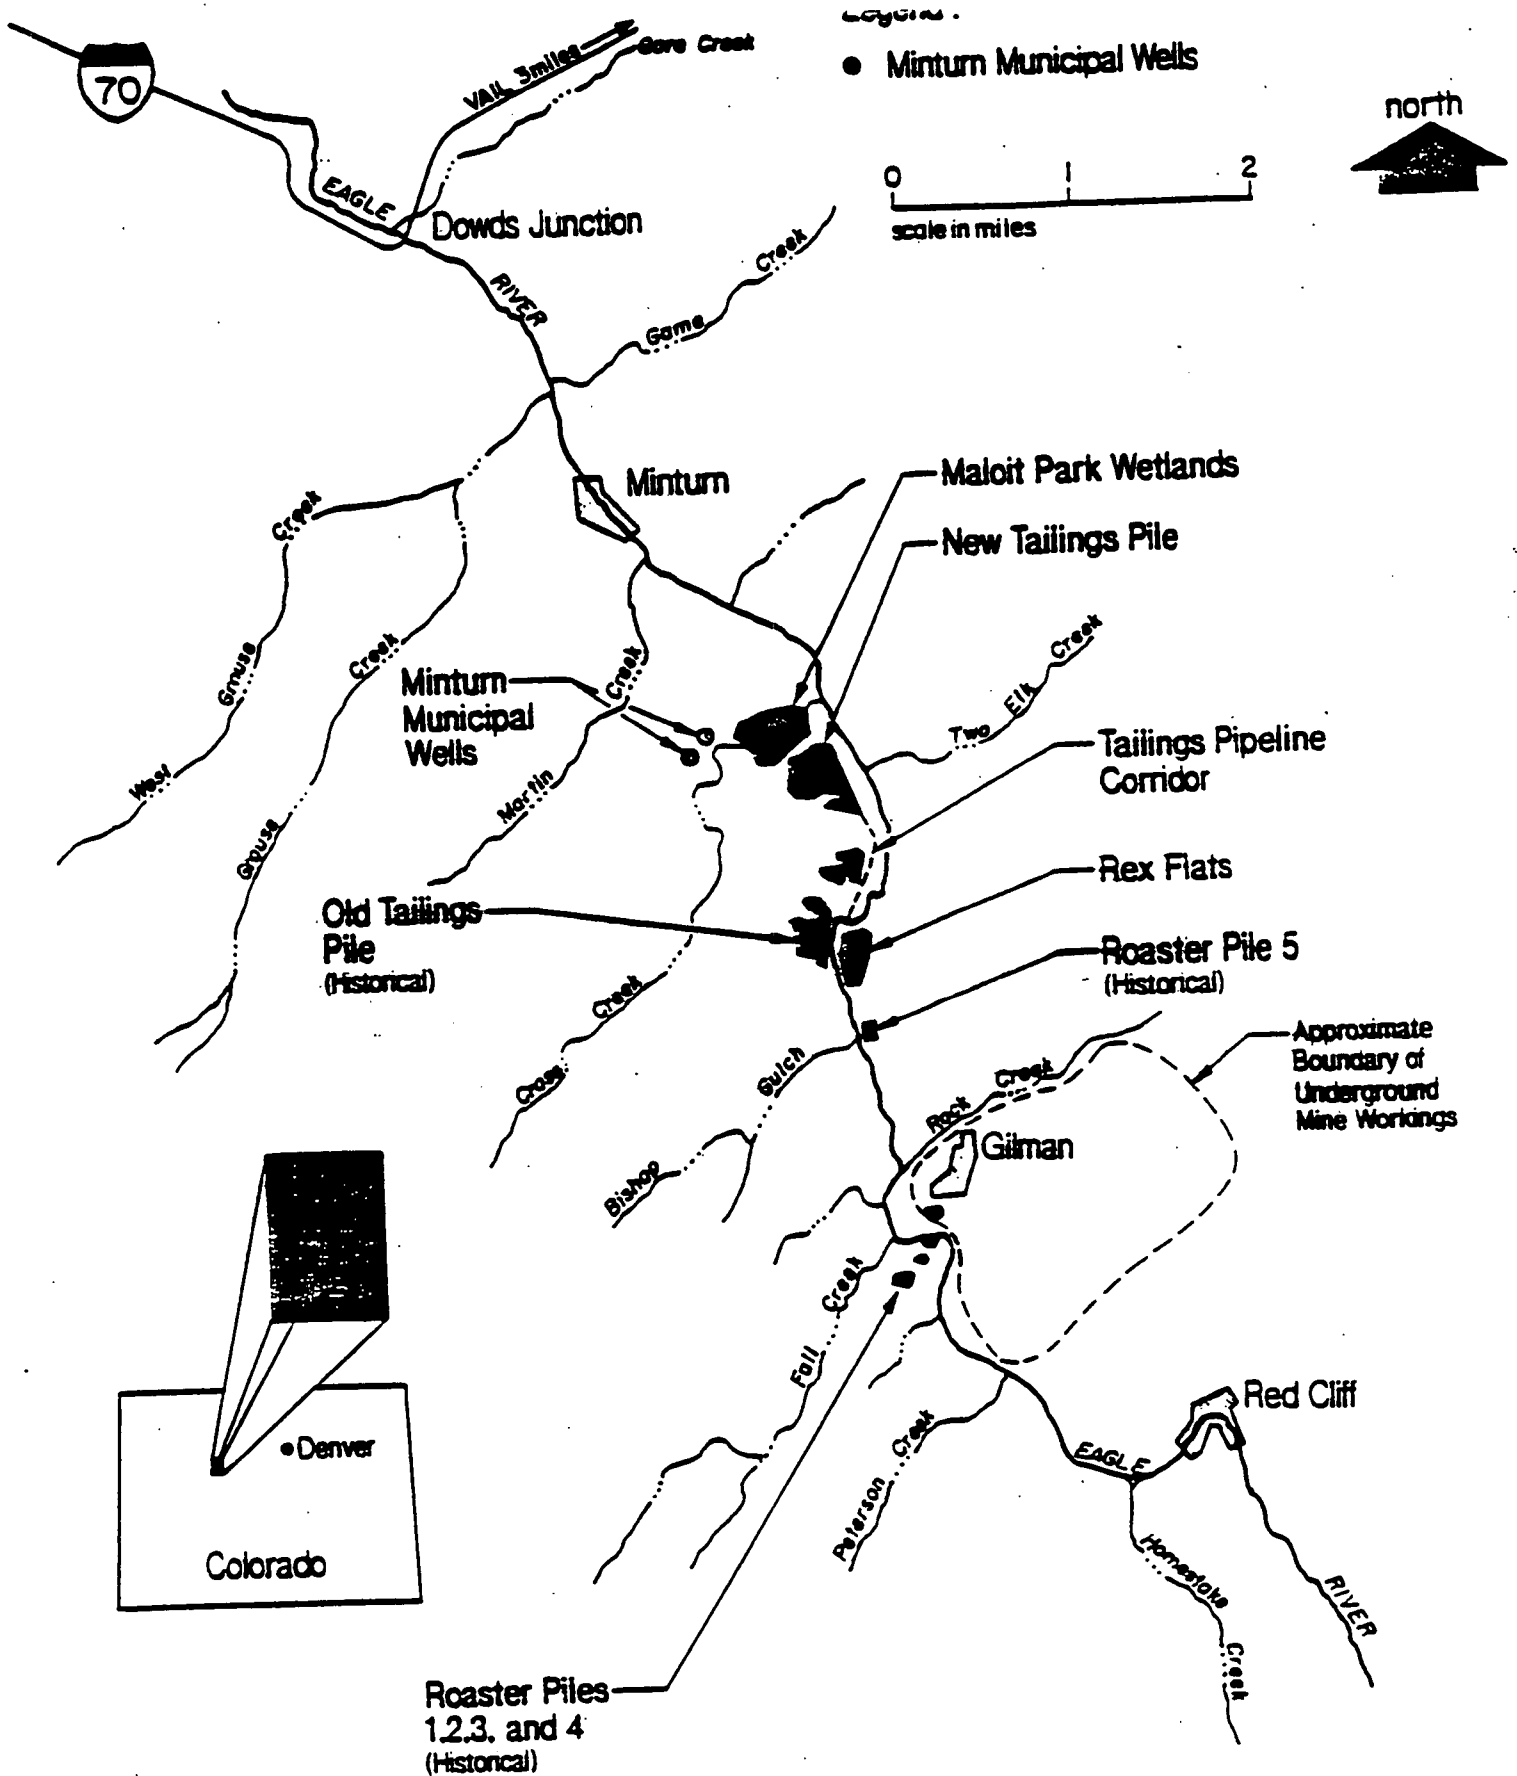 Legend :
Minturn Municipal Wells
north
0 1 2
scale in miles
70
VAIL 3miles
Gore Creek
EAGLE
RIVER
Dowds Junction
Game Creek
Minturn
Maloit Park Wetlands
New Tailings Pile
West Grouse Creek
Grouse Creek
Martin Creek
Minturn
Municipal
Wells
Two Elk Creek
Tailings Pipeline
Corridor
Rex Flats
Old Tailings
Pile
(Historical)
Roaster Pile 5
(Historical)
Cross Creek
Bishop Gulch
Rock Creek
Approximate
Boundary of
Underground
Mine Workings
Gilman
Fall Creek
Peterson Creek
Red Cliff
EAGLE
RIVER
Homestake Creek
Denver
Colorado
Roaster Piles
1.2.3. and 4
(Historical)